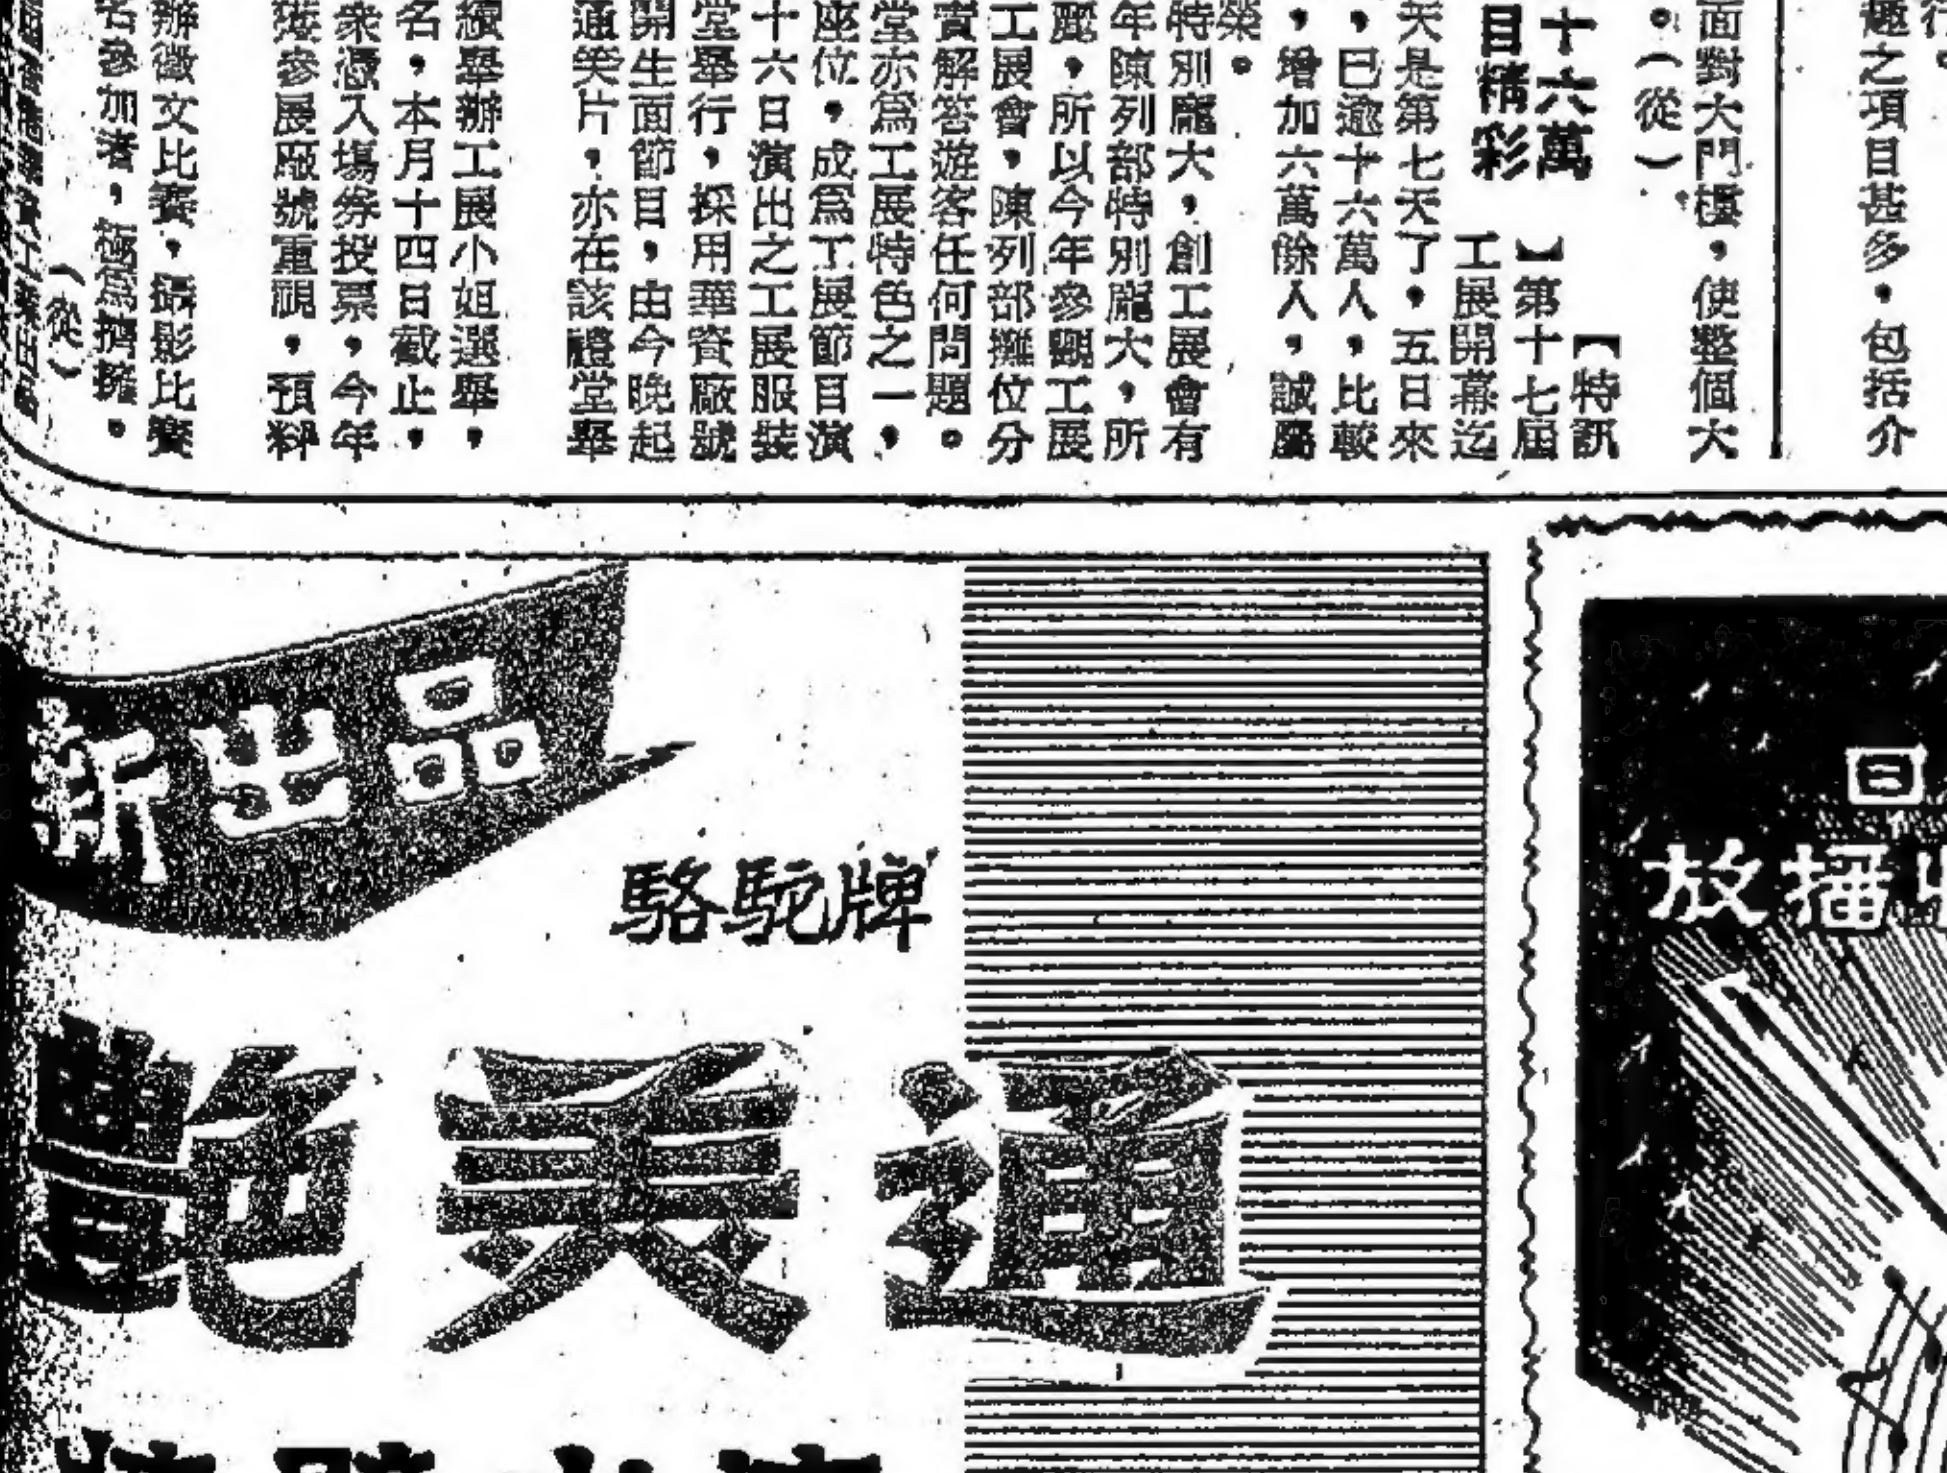 行。
趣之項目甚多,包括介
面對大門樓,使整個大
。(從)
十六萬
目精彩
【特訊
】第十七屆
工展開幕迄
天是第七天了,五日來
,已逾十六萬人,比較
,增加六萬餘人,誠屬
榮。
特別龐大,創工展會有
年陳列部特別龐大,所
麗,所以今年參觀工展
工展會,陳列部攤位分
責解答遊客任何問題。
堂亦為工展特色之一,
座位,成為工展節目演
十六日演出之工展服裝
堂舉行,採用華資廠號
開生面節目,由今晚起
通笑片,亦在該禮堂舉
續舉辦工展小姐選舉,
名,本月十四日截止,
衆憑入場券投票,今年
獲參展廠號重視,預料
辦徵文比賽,攝影比賽
名參加者,極為擠擁。
(從)
新出品
駱駝牌
艷美通
日
放播